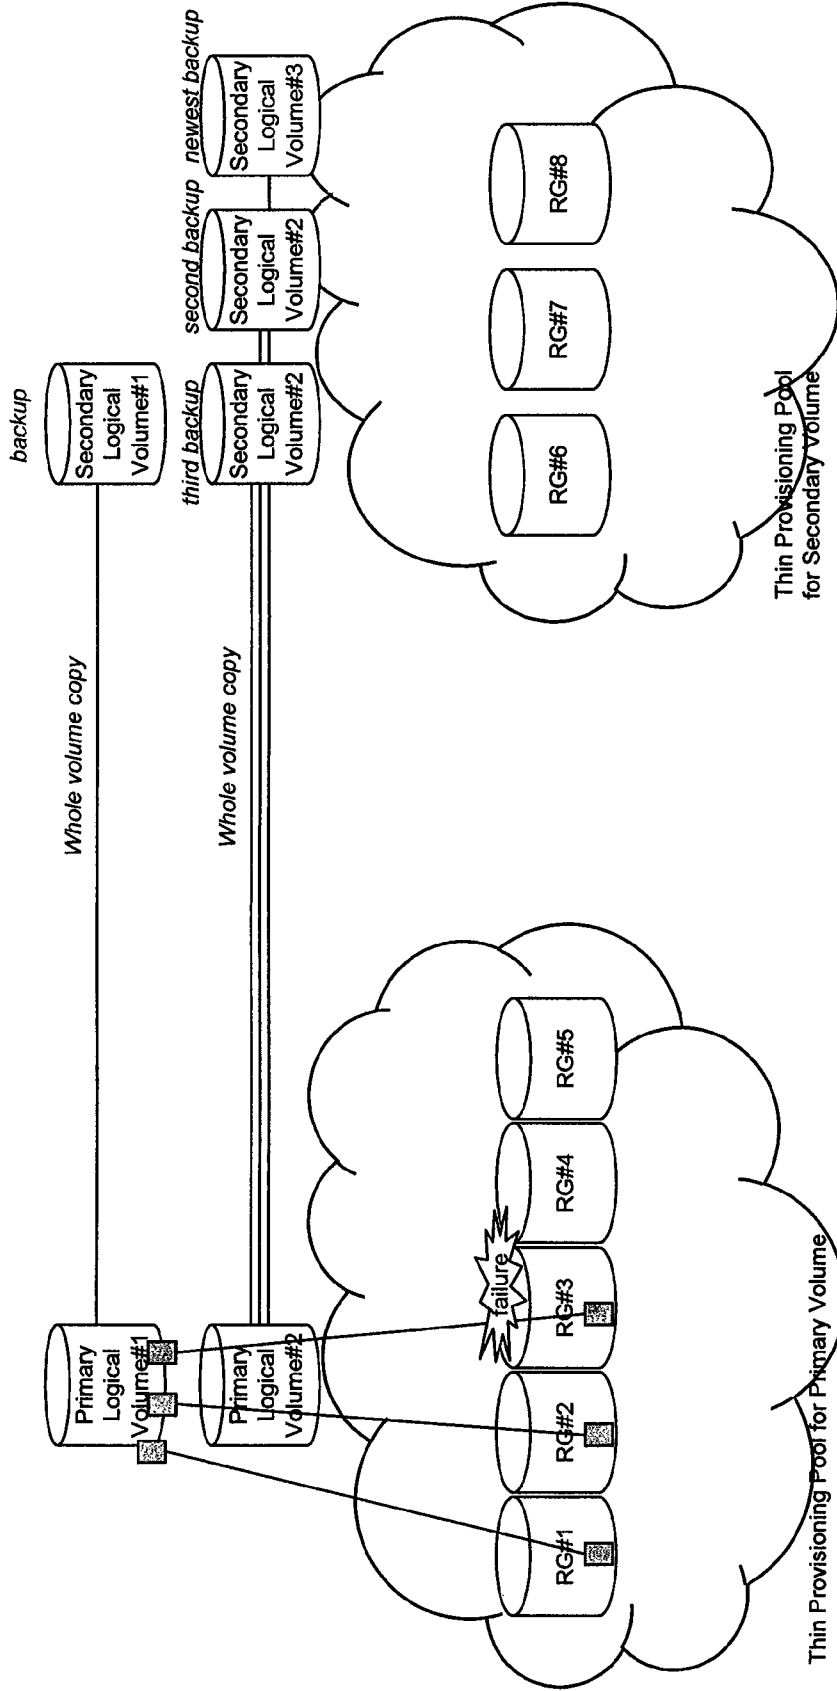 backup
Primary
Logical
Volume#1
Whole volume copy
Secondary
Logical
Volume#1
third backup
second backup
newest backup
Primary
Logical
Volume#2
Whole volume copy
Secondary
Logical
Volume#2
Secondary
Logical
Volume#2
Secondary
Logical
Volume#3
failure
RG#1
RG#2
RG#3
RG#4
RG#5
RG#6
RG#7
RG#8
Thin Provisioning Pool for Primary Volume
Thin Provisioning Pool
for Secondary Volume